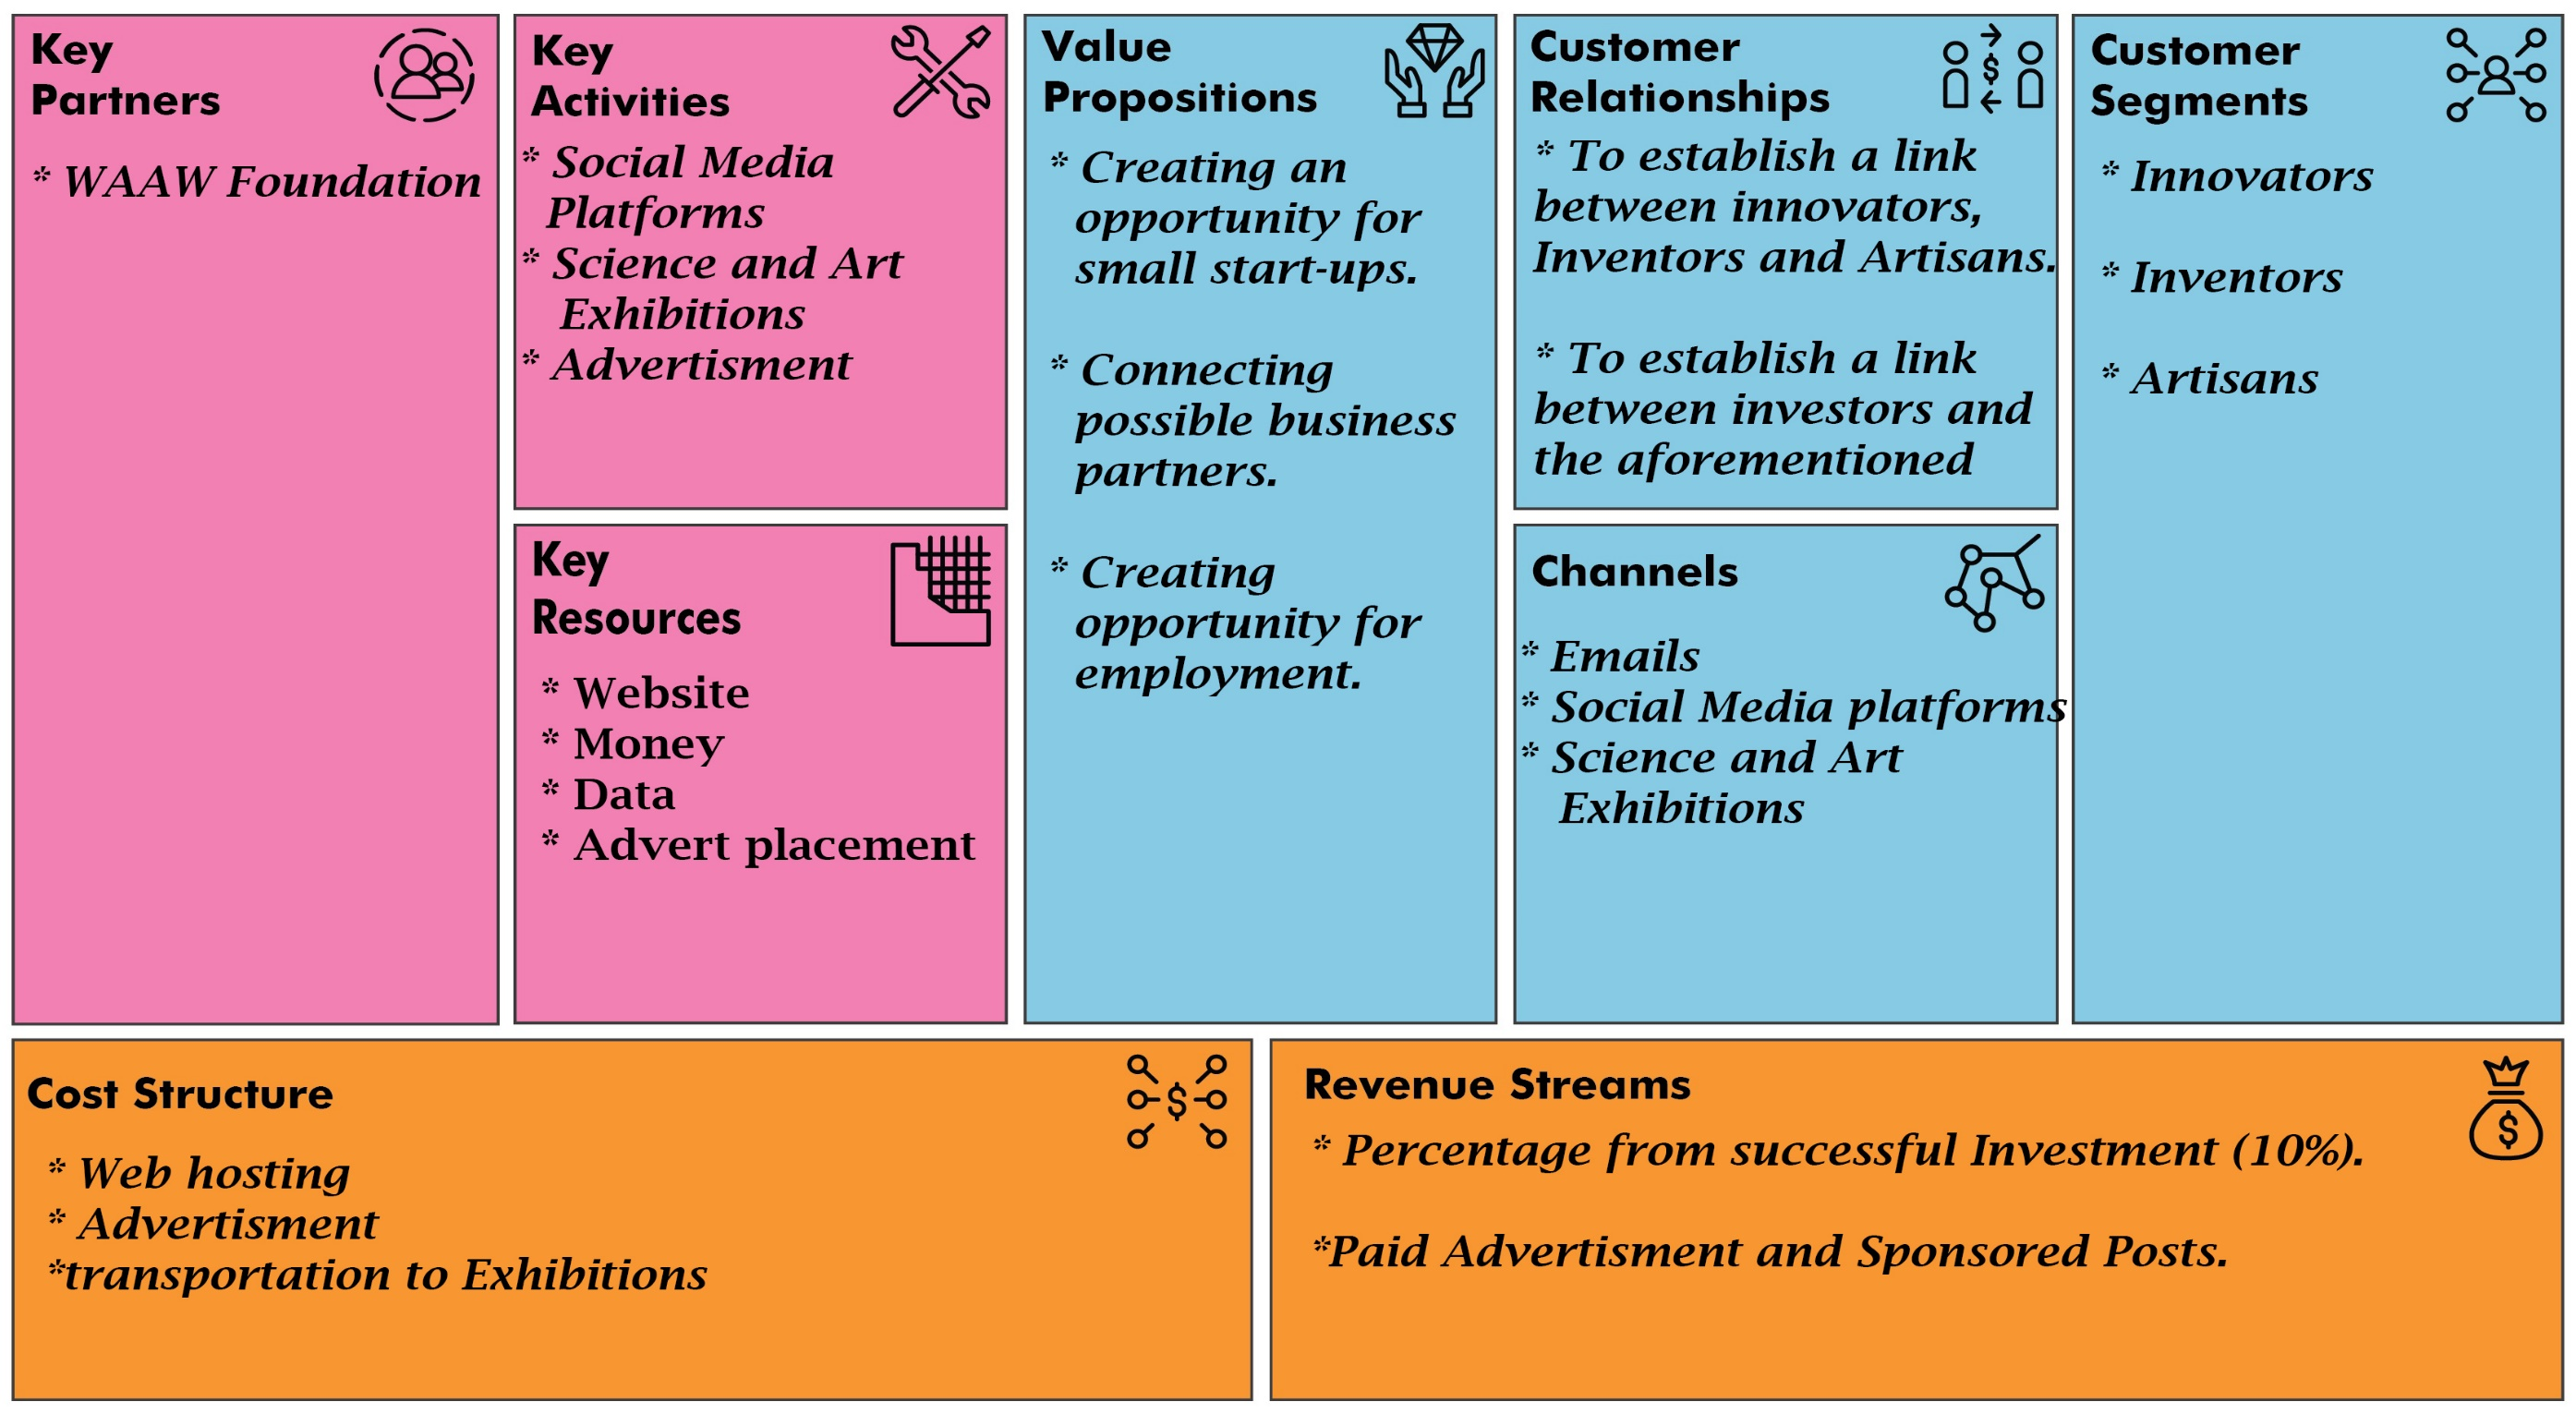 Key
Partners
* WAAW Foundation
Key
Activities
* Social Media
Platforms
* Science and Art
Exhibitions
* Advertisment
Key
Resources
* Website
* Money
* Data
* Advert placement
Value
Propositions
* Creating an
opportunity for
small start-ups.
* Connecting
possible business
partners.
* Creating
opportunity for
employment.
Customer
Relationships
* To establish a link
between innovators,
Inventors and Artisans.
* To establish a link
between investors and
the aforementioned
Channels
* Emails
* Social Media platforms
* Science and Art
Exhibitions
Customer
Segments
* Innovators
* Inventors
* Artisans
Cost Structure
* Web hosting
* Advertisment
*transportation to Exhibitions
Revenue Streams
* Percentage from successful Investment (10%).
*Paid Advertisment and Sponsored Posts.